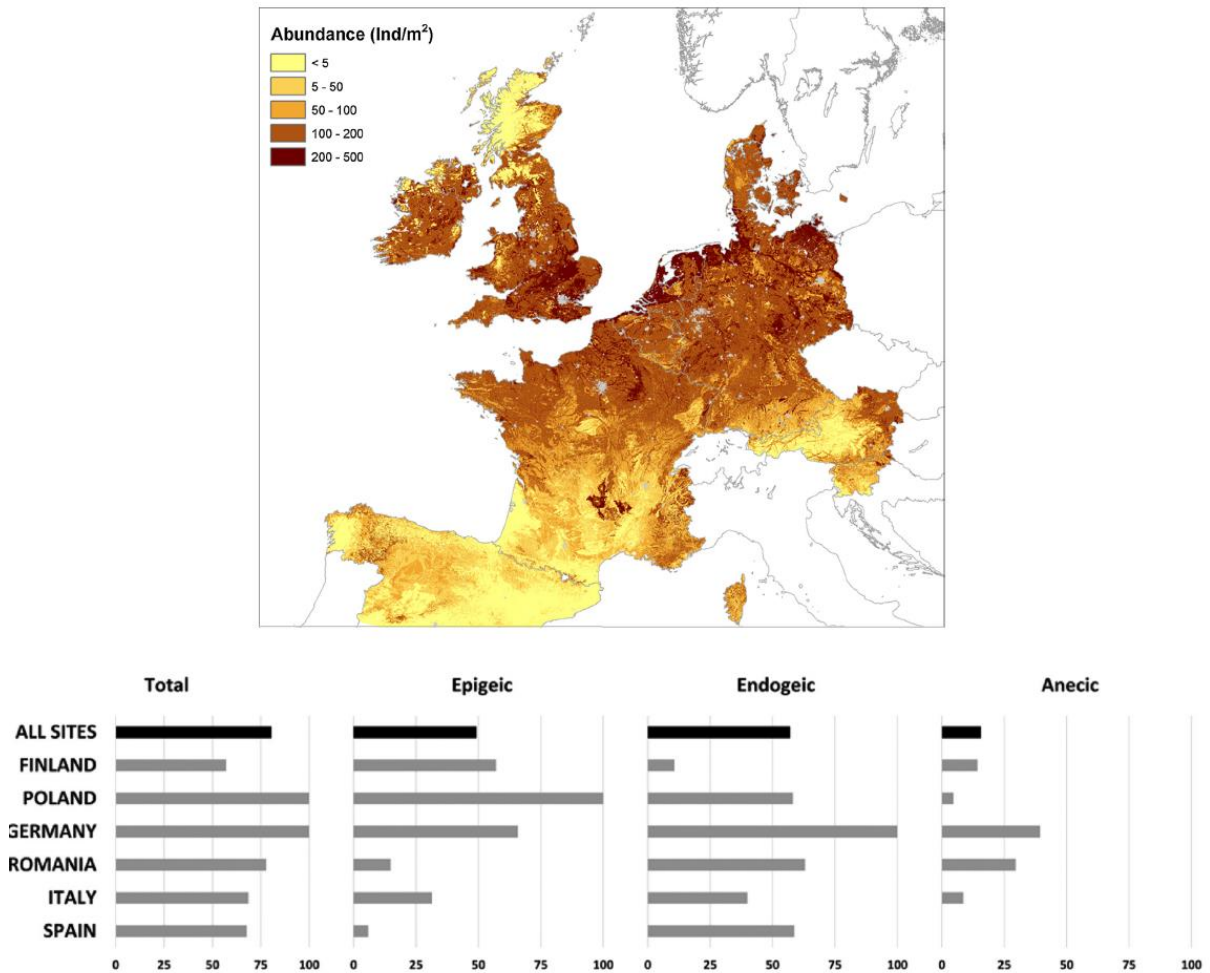 Abundance (Ind/m²)
< 5
5 - 50
50 - 100
100 - 200
200 - 500
Total Epigeic Endogeic Anecic
ALL SITES
FINLAND
POLAND
GERMANY
ROMANIA
ITALY
SPAIN
0 25 50 75 100 0 25 50 75 100 0 25 50 75 100 0 25 50 75 100